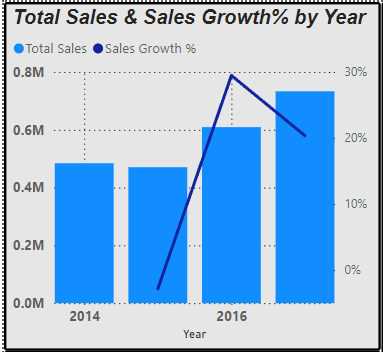 Total Sales & Sales Growth% by Year
Total Sales Sales Growth %
0.8M 30%
0.6M 20%
0.4M 10%
0.2M 0%
0.0M
2014 2016
Year